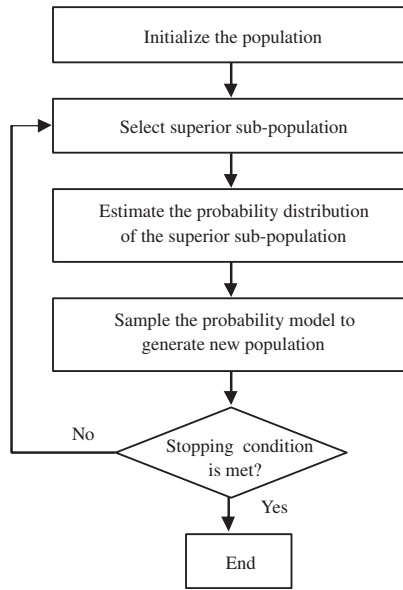 Initialize the population
Select superior sub-population
Estimate the probability distribution
of the superior sub-population
Sample the probability model to
generate new population
No
Stopping condition
is met?
Yes
End